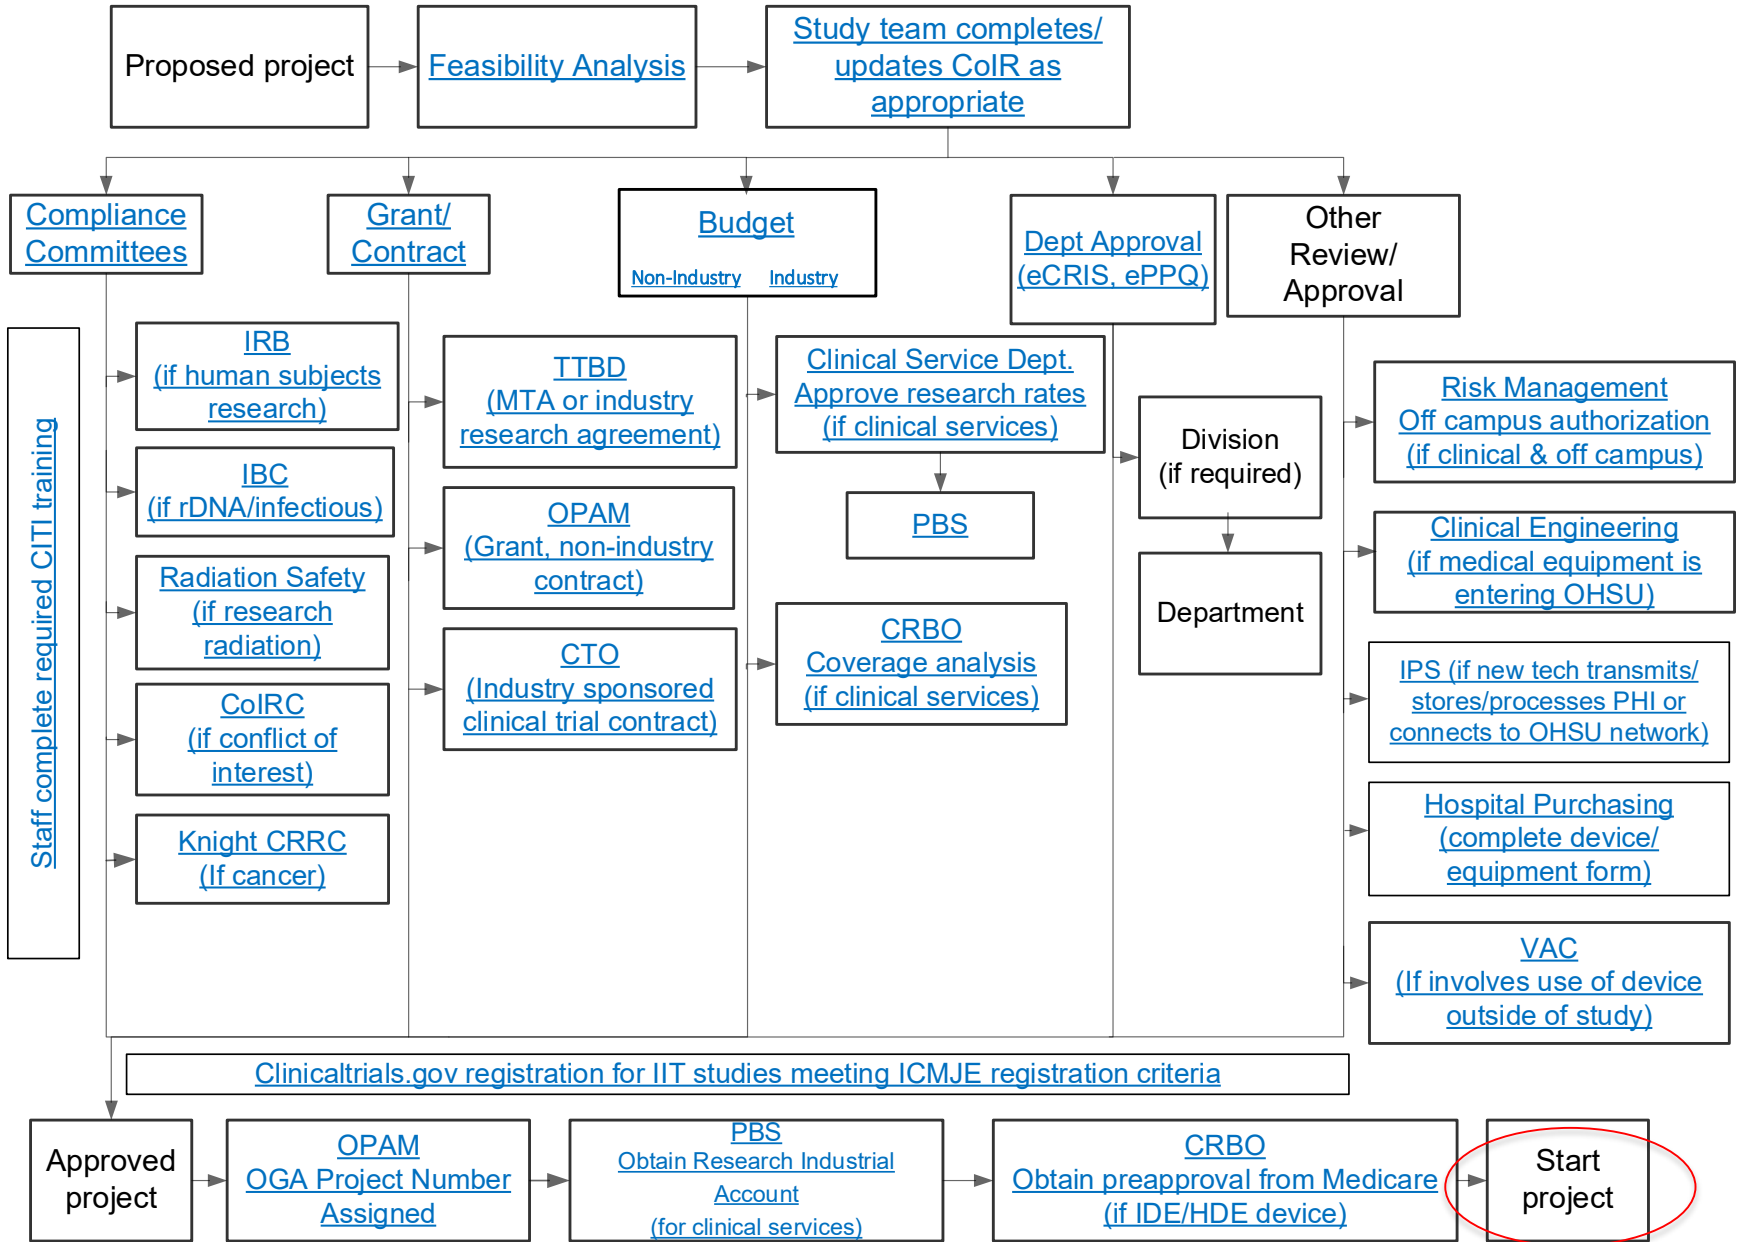 Proposed project
Feasibility Analysis
Study team completes/
updates CoIR as
appropriate
Compliance
Committees
Grant/
Contract
Budget
Non-Industry Industry
Dept Approval
(eCRIS, ePPQ)
Other
Review/
Approval
Staff complete required CITI training
IRB
(if human subjects
research)
IBC
(if rDNA/infectious)
Radiation Safety
(if research
radiation)
CoIRC
(if conflict of
interest)
Knight CRRC
(If cancer)
TTBD
(MTA or industry
research agreement)
OPAM
(Grant, non-industry
contract)
CTO
(Industry sponsored
clinical trial contract)
Clinical Service Dept.
Approve research rates
(if clinical services)
PBS
CRBO
Coverage analysis
(if clinical services)
Division
(if required)
Department
Risk Management
Off campus authorization
(if clinical & off campus)
Clinical Engineering
(if medical equipment is
entering OHSU)
IPS (if new tech transmits/
stores/processes PHI or
connects to OHSU network)
Hospital Purchasing
(complete device/
equipment form)
VAC
(If involves use of device
outside of study)
Clinicaltrials.gov registration for IIT studies meeting ICMJE registration criteria
Approved
project
OPAM
OGA Project Number
Assigned
PBS
Obtain Research Industrial
Account
(for clinical services)
CRBO
Obtain preapproval from Medicare
(if IDE/HDE device)
Start
project